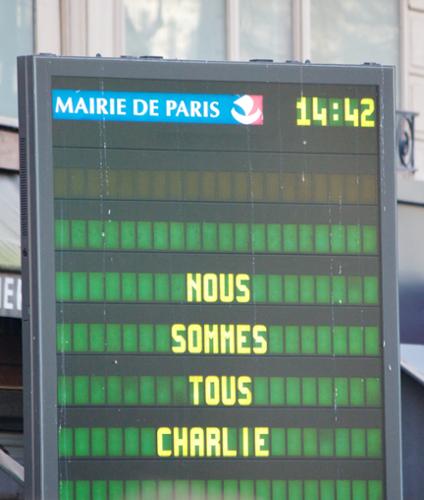 MAIRIE DE PARIS 14:42
NOUS
SOMMES
TOUS
CHARLIE